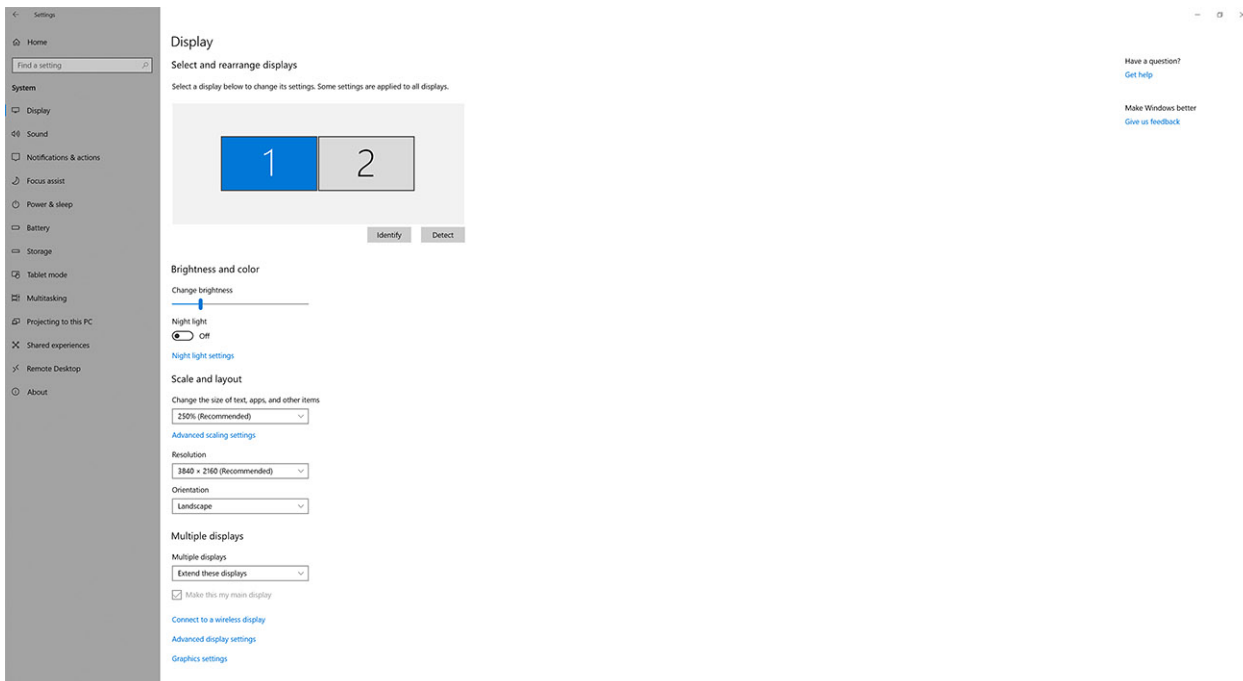 Settings
Home
Find a setting
System
Display
Sound
Notifications & actions
Focus assist
Power & sleep
Battery
Storage
Tablet mode
Multitasking
Projecting to this PC
Shared experiences
Remote Desktop
About
Display
Select and rearrange displays
Select a display below to change its settings. Some settings are applied to all displays.
1 2
Identify Detect
Brightness and color
Change brightness
Night light
Off
Night light settings
Scale and layout
Change the size of text, apps, and other items
250% (Recommended)
Advanced scaling settings
Resolution
3840 × 2160 (Recommended)
Orientation
Landscape
Multiple displays
Multiple displays
Extend these displays
Make this my main display
Connect to a wireless display
Advanced display settings
Graphics settings
Have a question?
Get help
Make Windows better
Give us feedback